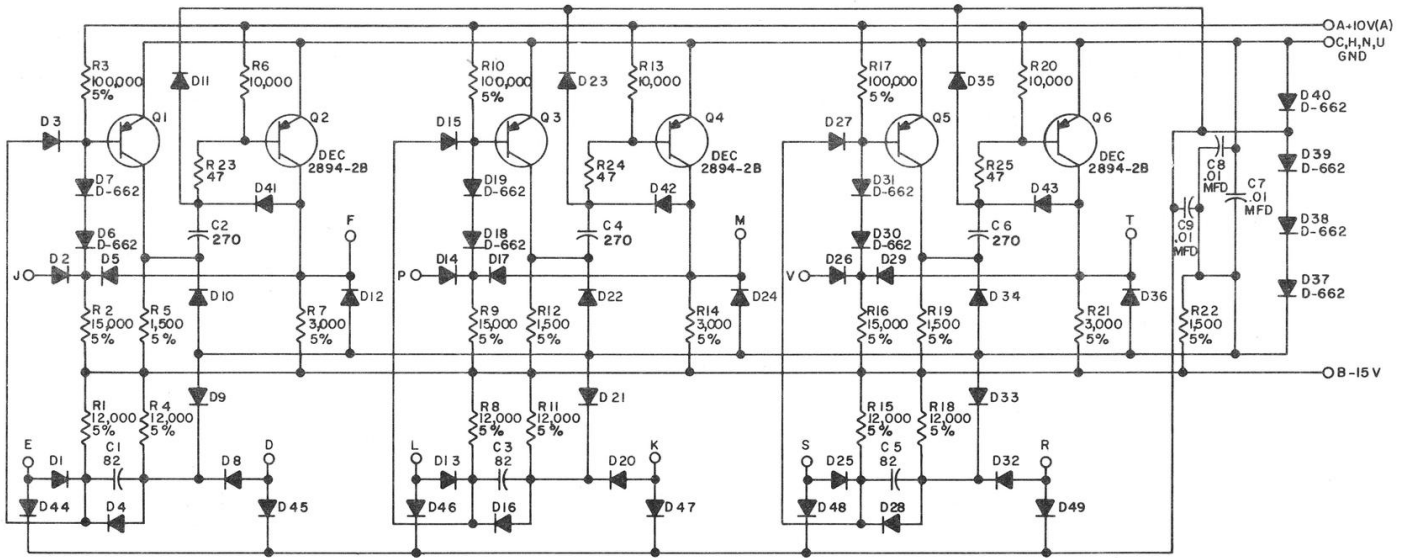 A+10V(A)
C,H,N,U
GND
R3
100,000
5%
D11
R6
10,000
R10
100,000
5%
D23
R13
10,000
R17
100,000
5%
D35
R20
10,000
D40
D-662
D3
Q1
Q2
D15
Q3
Q4
D27
Q5
Q6
DEC
2894-2B
DEC
2894-2B
DEC
2894-2B
R23
47
R24
47
R25
47
C8
.01
MFD
D39
D-662
D7
D-662
D41
D19
D-662
D42
D31
D-662
D43
C7
.01
MFD
D6
D-662
C2
270
F
D18
D-662
C4
270
M
D30
D-662
C6
270
T
C9
.01
MFD
D38
D-662
J
D2
D5
P
D14
D17
V
D26
D29
D37
D-662
R2
15,000
5%
R5
1,500
5%
D10
R7
3,000
5%
D12
R9
15,000
5%
R12
1,500
5%
D22
R14
3,000
5%
D24
R16
15,000
5%
R19
1,500
5%
D34
R21
3,000
5%
D36
R22
1,500
5%
B-15V
R1
12,000
5%
R4
12,000
5%
D9
R8
12,000
5%
R11
12,000
5%
D21
R15
12,000
5%
R18
12,000
5%
D33
E
D1
C1
82
D8
D
L
D13
C3
82
D20
K
S
D25
C5
82
D32
R
D44
D4
D45
D46
D16
D47
D48
D28
D49